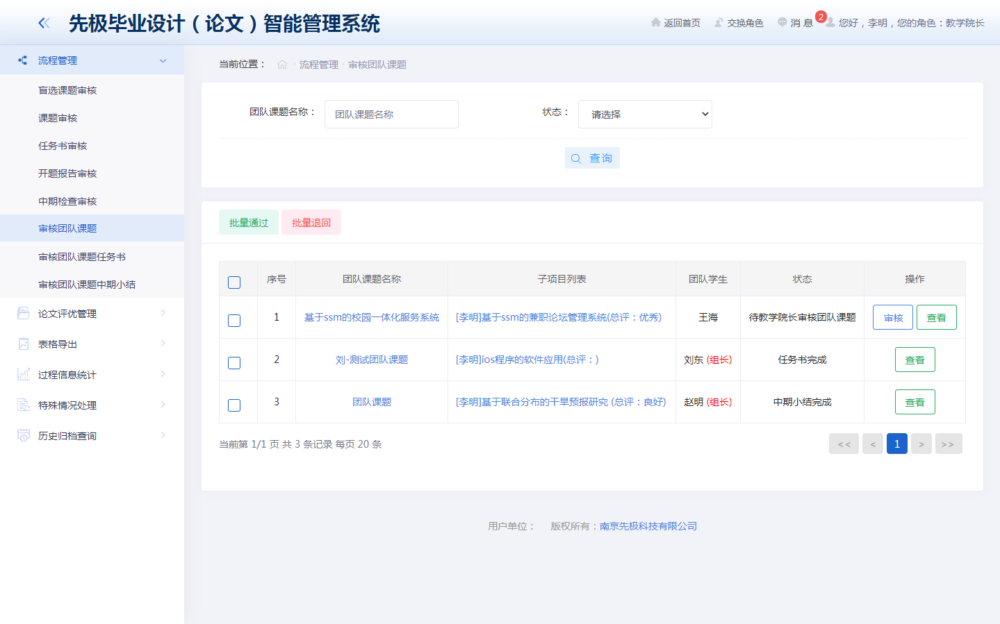 先极毕业设计（论文）智能管理系统
返回首页 交换角色 消 息 2 您好，李明，您的角色：教学院长
流程管理
盲选课题审核
课题审核
任务书审核
开题报告审核
中期检查审核
审核团队课题
审核团队课题任务书
审核团队课题中期小结
论文评优管理
表格导出
过程信息统计
特殊情况处理
历史归档查询
当前位置： 流程管理 审核团队课题
团队课题名称： 团队课题名称 状态： 请选择
查询
批量通过 批量退回
序号 团队课题名称 子项目列表 团队学生 状态 操作
1 基于ssm的校园一体化服务系统 [李明]基于ssm的兼职论坛管理系统(总评：优秀) 王海 待教学院长审核团队课题 审核 查看
2 刘-测试团队课题 [李明]ios程序的软件应用(总评：) 刘东 (组长) 任务书完成 查看
3 团队课题 [李明]基于联合分布的干旱预报研究 (总评：良好) 赵明 (组长) 中期小结完成 查看
当前第 1/1 页 共 3 条记录 每页 20 条 << < 1 > >>
用户单位： 版权所有：南京先极科技有限公司